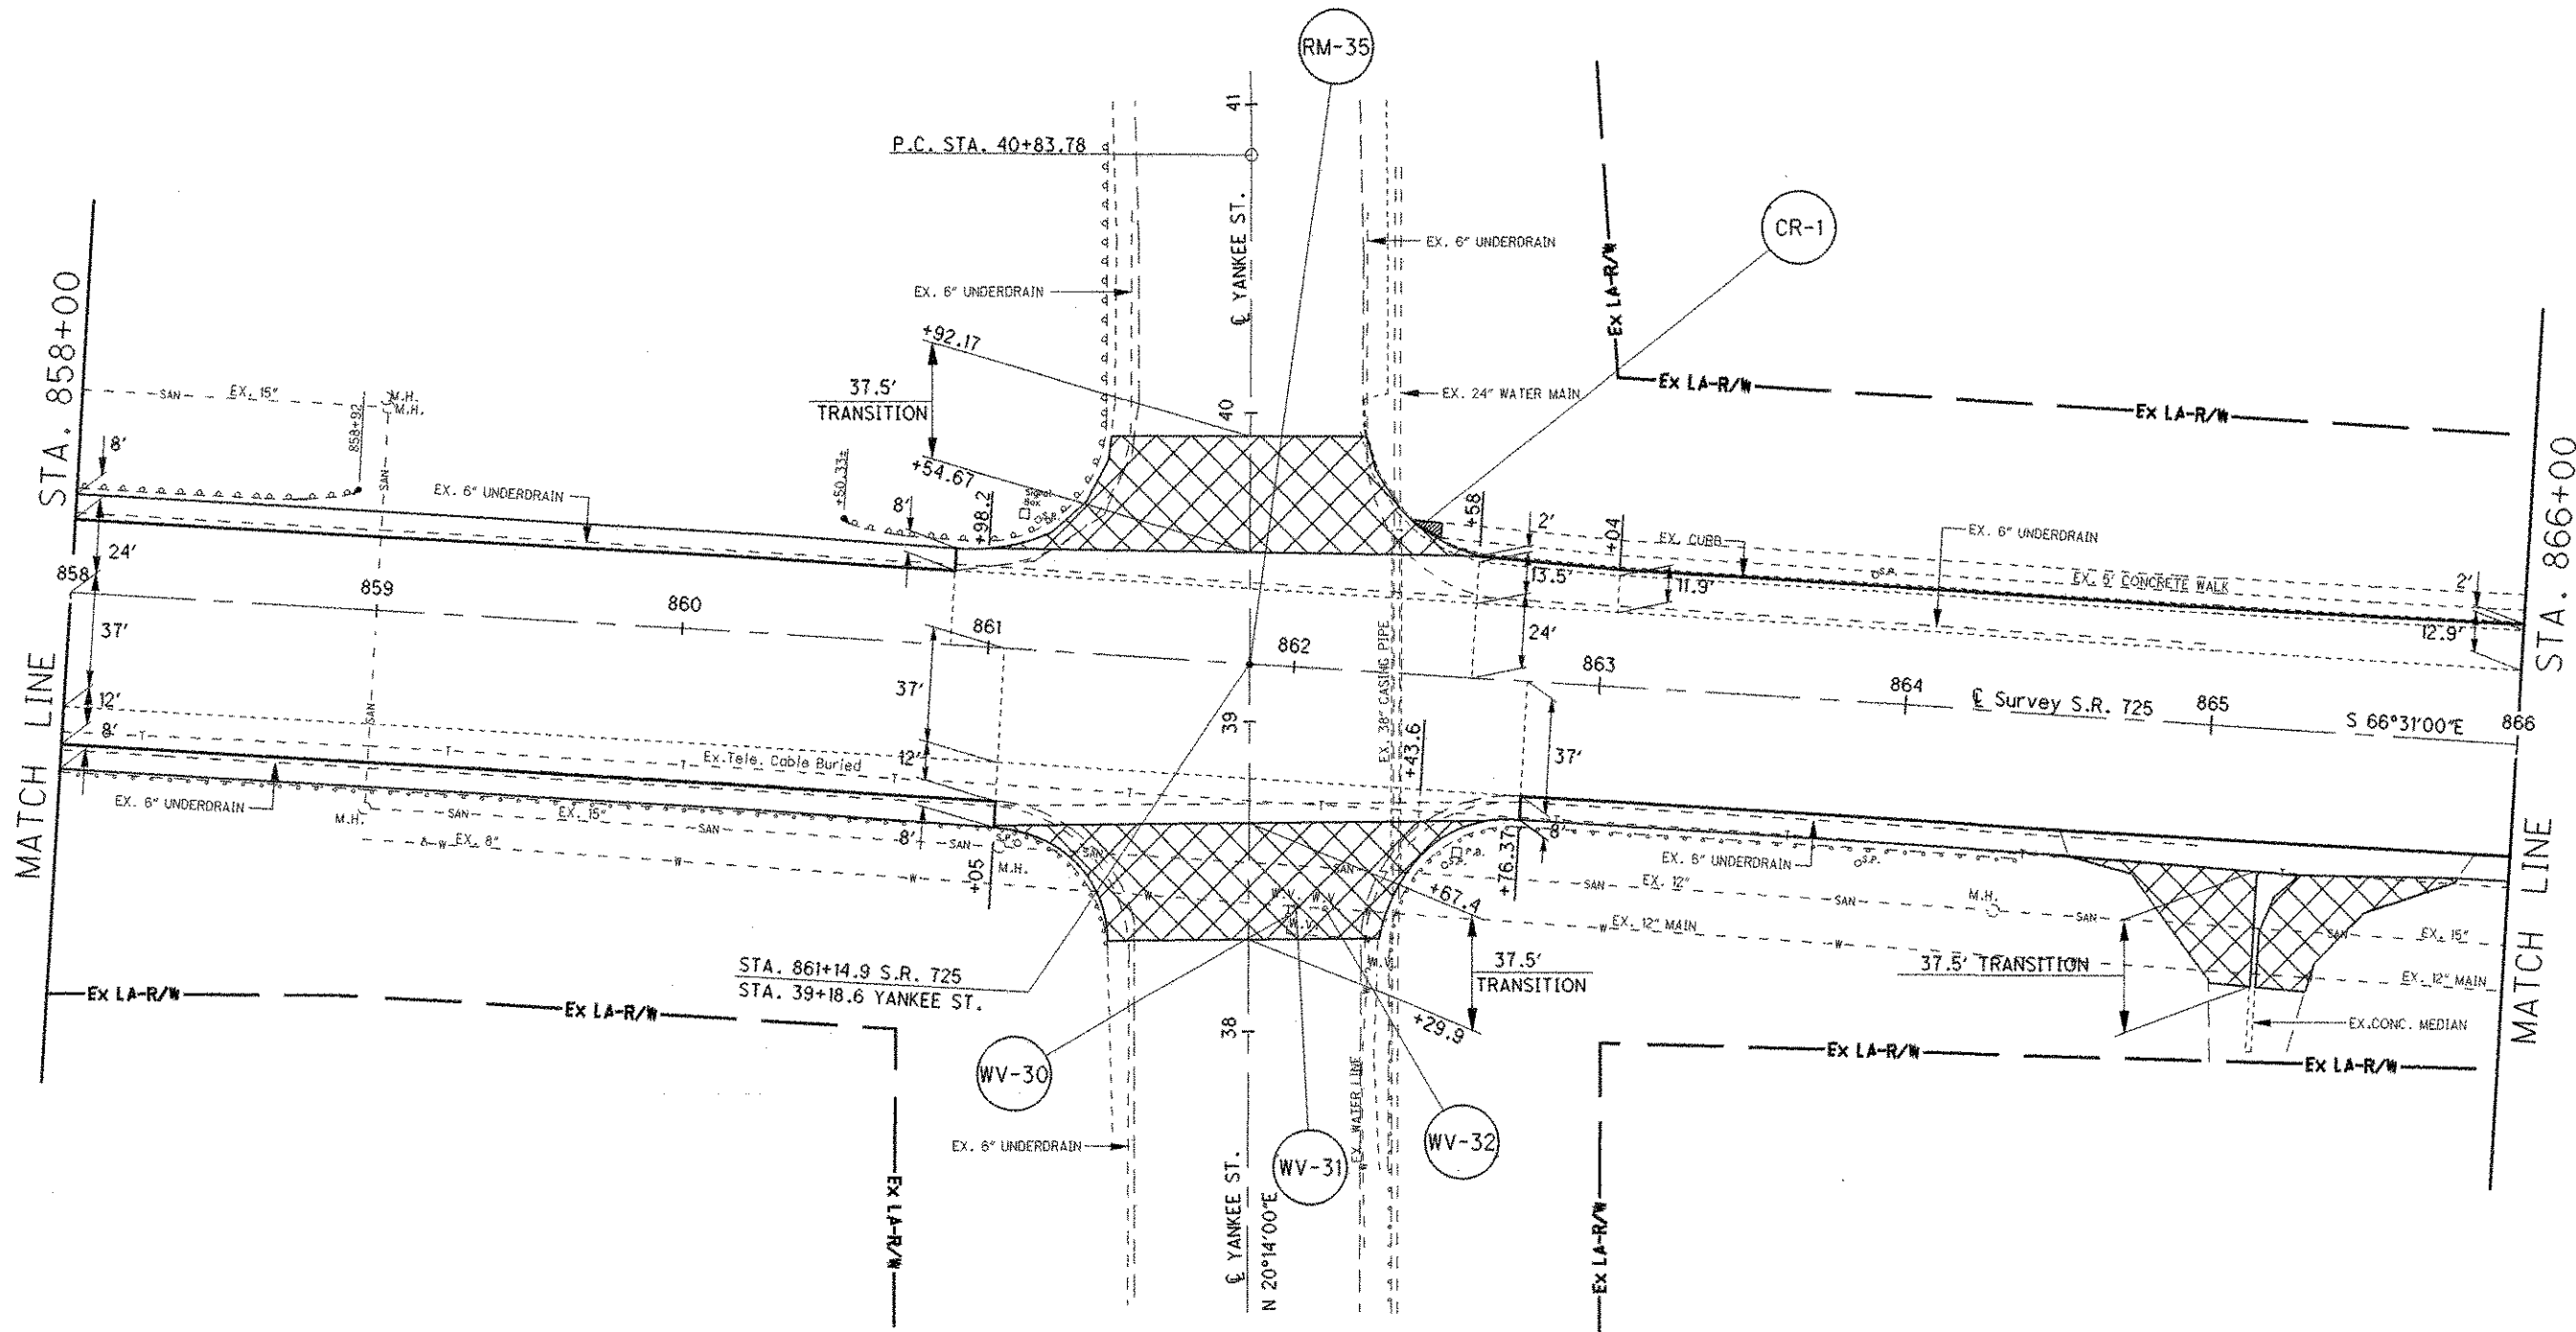 RM-35
41
P.C. STA. 40+83.78
CR-1
℄ YANKEE ST.
EX. 6" UNDERDRAIN
EX. 6" UNDERDRAIN
Ex LA-R/W
STA. 858+00
+92.17
37.5'
TRANSITION
+54.67
40
EX. 24" WATER MAIN
Ex LA-R/W
Ex LA-R/W
SAN
EX. 15"
M.H.
M.H.
858+92
SAN
8'
EX. 6" UNDERDRAIN
+50.33±
8'
+98.2
+58
2'
+04
EX. 6" UNDERDRAIN
STA. 866+00
24'
858
859
860
EX. CURB
13.5'
11.9'
S.P.
EX. 5' CONCRETE WALK
2'
12.9'
37'
861
862
24'
863
864
℄ Survey S.R. 725
865
S 66°31'00"E
866
EX. 38" CASING PIPE
+43.6
37'
37'
39
MATCH LINE
12'
8'
T
T
Ex.Tele. Cable Buried
T
12'
T
T
T
SAN
EX. 6" UNDERDRAIN
M.H.
SAN
EX. 15"
SAN
SAN
8'
S.P.
M.H.
SAN
SAN
W
EX. 8"
W
W
W
+05
W.V.
W.V.
W.V.
P.B.
S.P.
+67.4
+76.37
8'
EX. 6" UNDERDRAIN
S.P.
T
T
T
SAN
EX. 12"
SAN
M.H.
SAN
SAN
EX. 15"
W
EX. 12" MAIN
W
EX. 12" MAIN
MATCH LINE
STA. 861+14.9 S.R. 725
STA. 39+18.6 YANKEE ST.
W.V.
37.5'
TRANSITION
37.5' TRANSITION
Ex LA-R/W
Ex LA-R/W
+29.9
38
EX.CONC. MEDIAN
Ex LA-R/W
Ex LA-R/W
WV-30
EX. 6" UNDERDRAIN
WV-31
WV-32
EX. WATER LINE
Ex LA-R/W
℄ YANKEE ST.
N 20°14'00"E
Ex LA-R/W